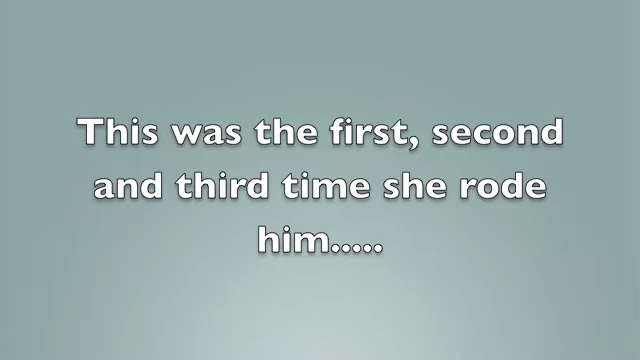 This was the first, second
and third time she rode
him.....